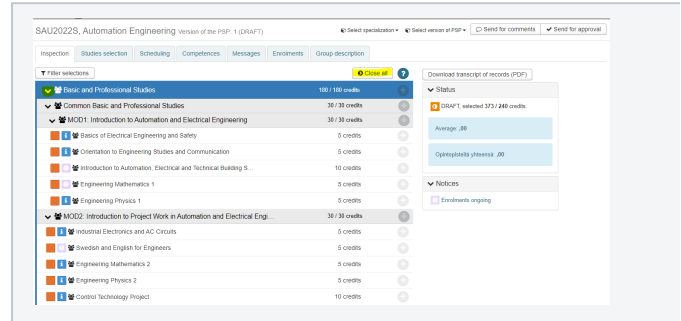 SAU2022S, Automation Engineering Version of the PSP: 1 (DRAFT)
Select specialization
Select version of PSP
Send for comments
Send for approval
Inspection
Studies selection
Scheduling
Competences
Messages
Enrolments
Group description
Filter selections
Close all
?
Download transcript of records (PDF)
Basic and Professional Studies 180 / 180 credits
Common Basic and Professional Studies 30 / 30 credits
MOD1: Introduction to Automation and Electrical Engineering 30 / 30 credits
Basics of Electrical Engineering and Safety 5 credits
Orientation to Engineering Studies and Communication 5 credits
Introduction to Automation, Electrical and Technical Building S... 10 credits
Engineering Mathematics 1 5 credits
Engineering Physics 1 5 credits
MOD2: Introduction to Project Work in Automation and Electrical Engi... 30 / 30 credits
Industrial Electronics and AC Circuits 5 credits
Swedish and English for Engineers 5 credits
Engineering Mathematics 2 5 credits
Engineering Physics 2 5 credits
Control Technology Project 10 credits
Status
DRAFT, selected 373 / 240 credits.
Average: ,00
Opintopisteitä yhteensä: ,00
Notices
Enrolments ongoing